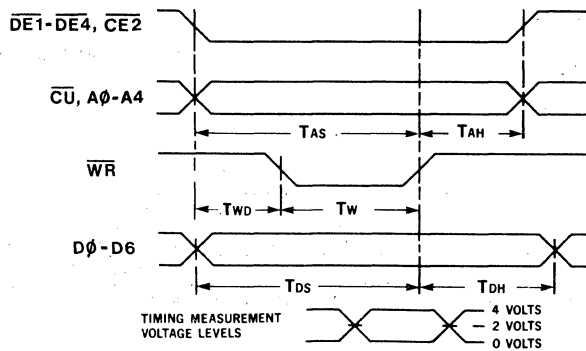 DE1-DE4, CE2
CU, AØ-A4
TAS
TAH
WR
TWD
TW
DØ-D6
TDS
TDH
TIMING MEASUREMENT
VOLTAGE LEVELS
4 VOLTS
2 VOLTS
0 VOLTS